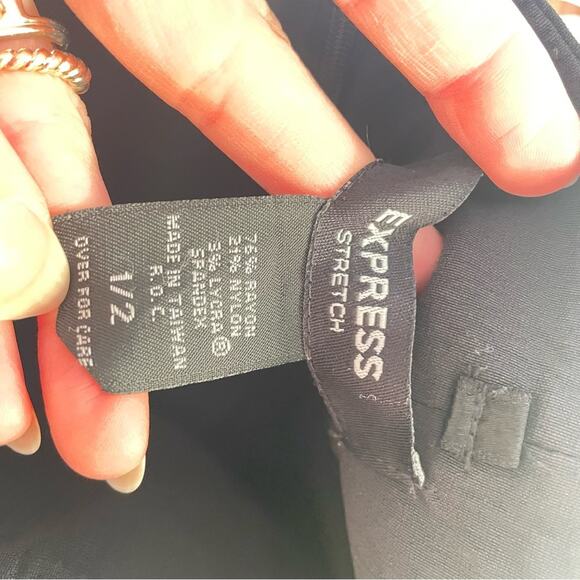 EXPRESS
STRETCH
76% RAYON
21% NYLON
3% LYCRA®
SPANDEX
MADE IN TAIWAN
R.O.C
1/2
OVER FOR CARE